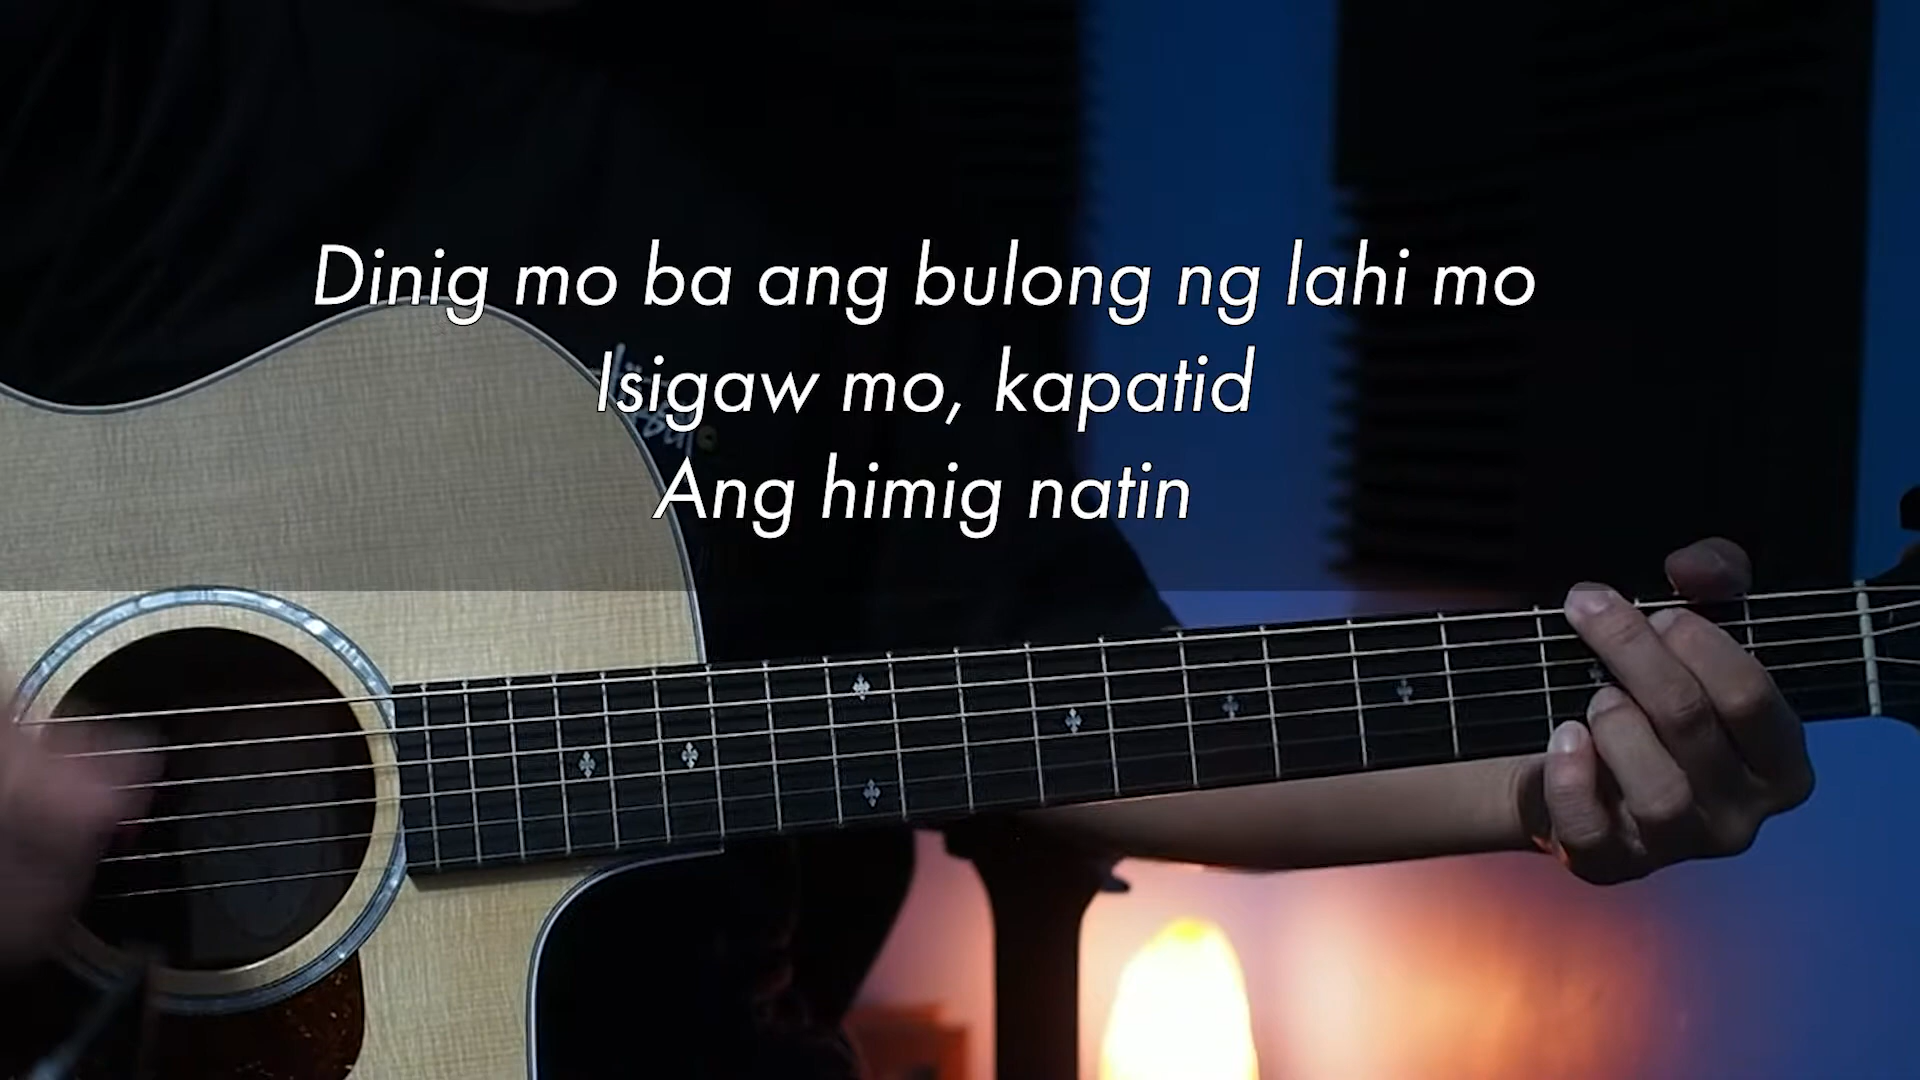 Dinig mo ba ang bulong ng lahi mo
Isigaw mo, kapatid
Ang himig natin